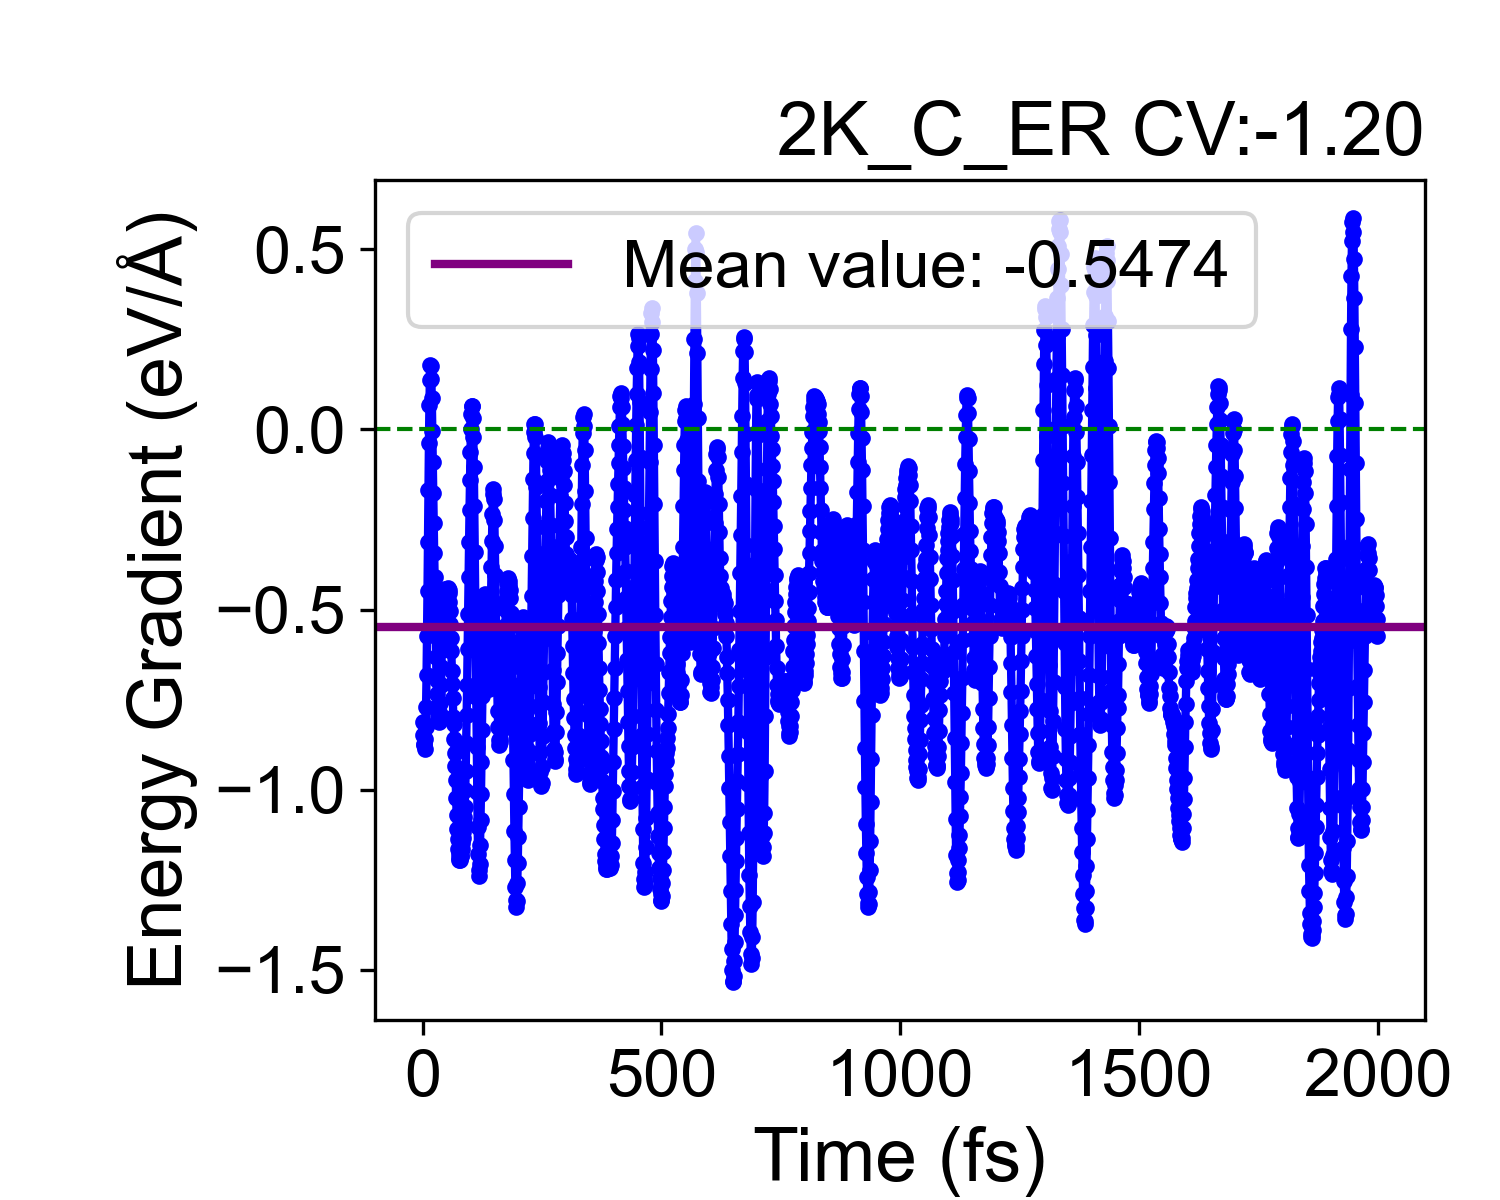 2K_C_ER CV:-1.20
Mean value: -0.5474
Energy Gradient (eV/Å)
0.5
0.0
−0.5
−1.0
−1.5
0 500 1000 1500 2000
Time (fs)